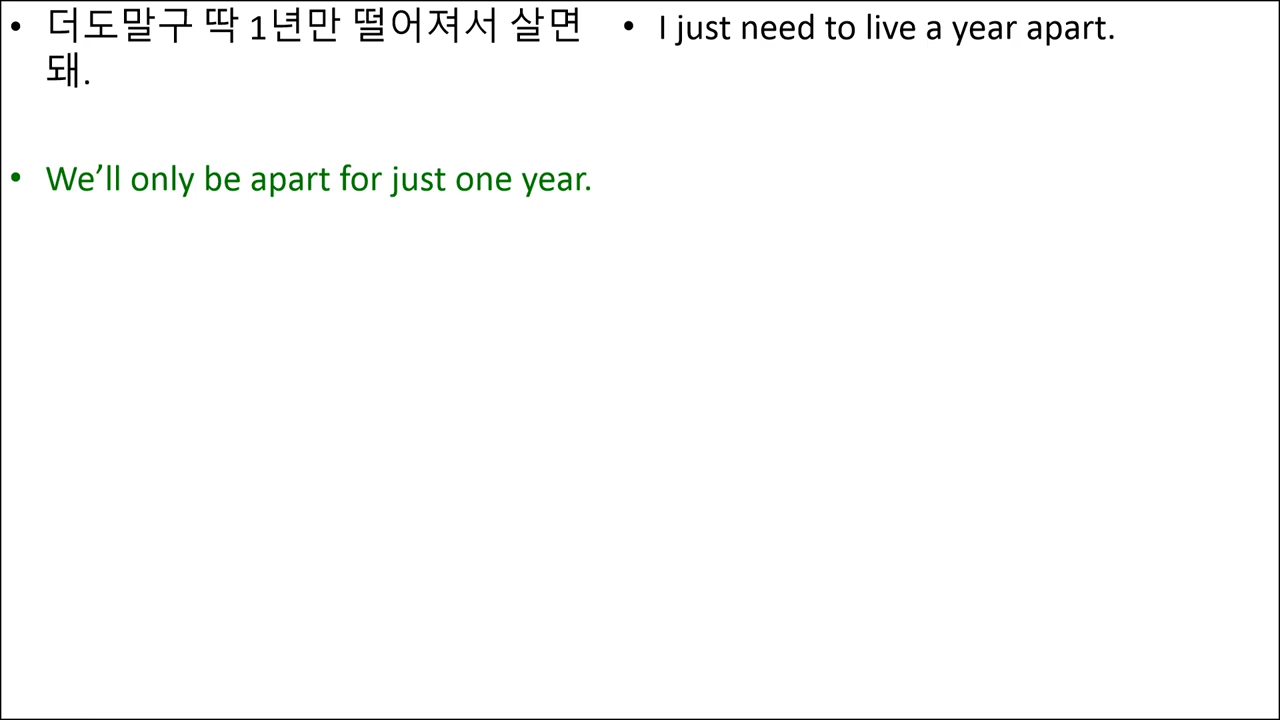 • 더도말구 딱 1년만 떨어져서 살면
돼.
• We’ll only be apart for just one year.
• I just need to live a year apart.